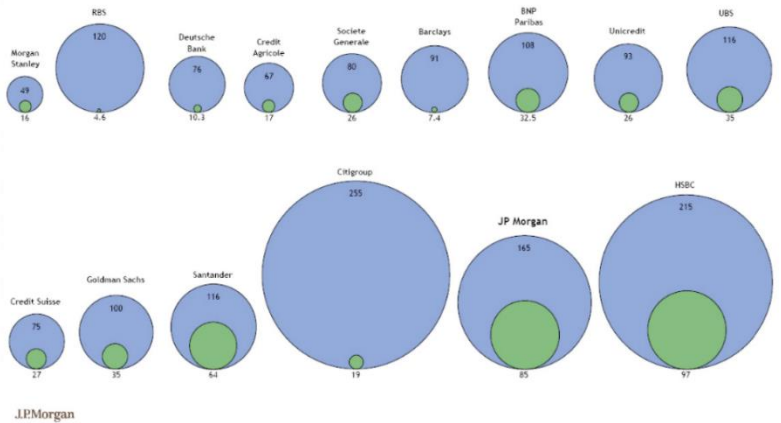 RBS
120
4.6
Morgan
Stanley
49
16
Deutsche
Bank
76
10.3
Credit
Agricole
67
17
Societe
Generale
80
26
Barclays
91
7.4
BNP
Paribas
108
32.5
Unicredit
93
26
UBS
116
35
Credit Suisse
75
27
Goldman Sachs
100
35
Santander
116
64
Citigroup
255
19
JP Morgan
165
85
HSBC
215
97
J.P.Morgan